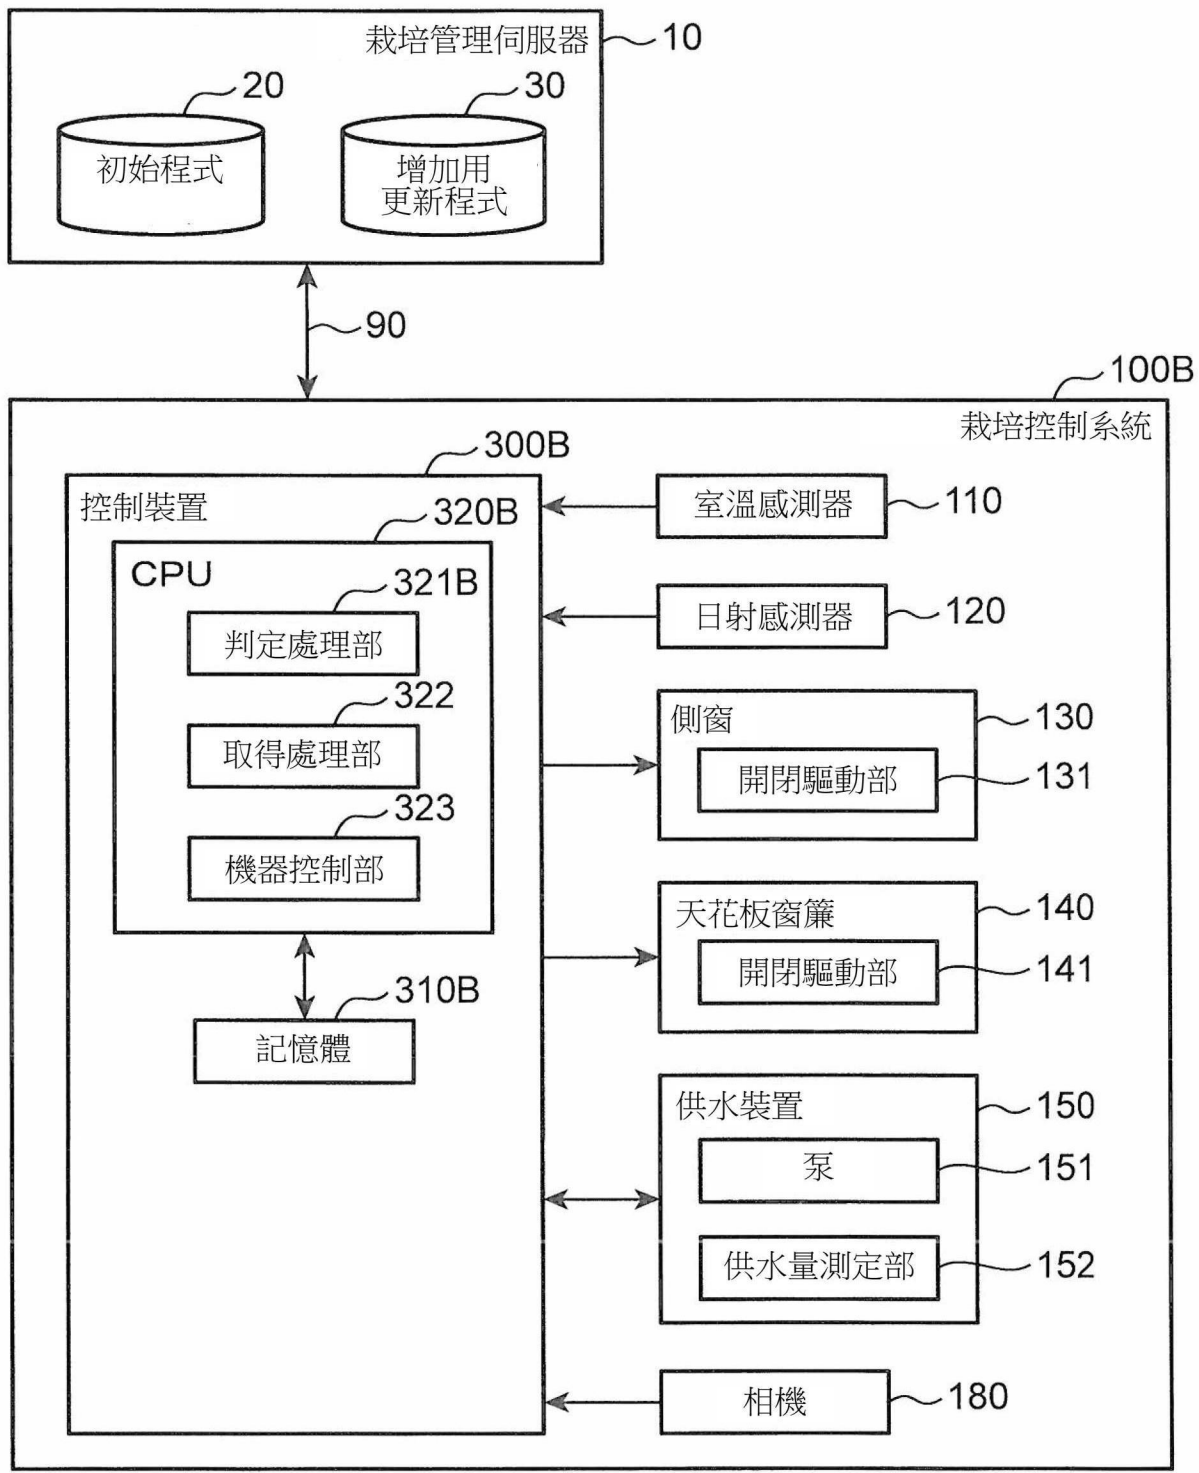 栽培管理伺服器
10
20
30
初始程式
增加用
更新程式
90
100B
栽培控制系統
300B
控制裝置
320B
CPU
321B
判定處理部
322
取得處理部
323
機器控制部
310B
記憶體
室溫感測器
110
日射感測器
120
側窗
130
開閉驅動部
131
天花板窗簾
140
開閉驅動部
141
供水裝置
150
泵
151
供水量測定部
152
相機
180